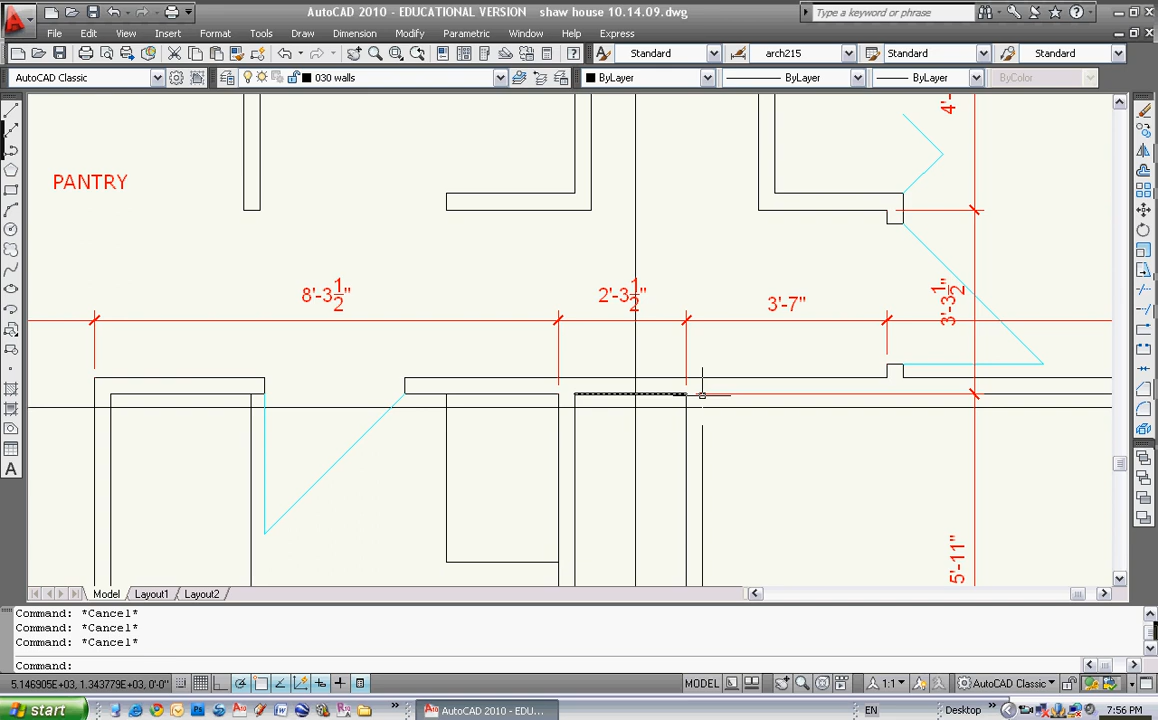 AutoCAD 2010 - EDUCATIONAL VERSION shaw house 10.14.09.dwg
Type a keyword or phrase
File Edit View Insert Format Tools Draw Dimension Modify Parametric Window Help Express
Standard arch215 Standard Standard
AutoCAD Classic 030 walls ByLayer ByLayer ByLayer ByColor
4'-
PANTRY
8'-3 1/2"
2'-3 1/2"
3'-7"
3'-3 1/2"
5'-11"
Model Layout1 Layout2
Command: *Cancel*
Command: *Cancel*
Command: *Cancel*
Command:
5.146905E+03, 1.343779E+03, 0'-0" MODEL 1:1 AutoCAD Classic
start AutoCAD 2010 - EDU... EN Desktop 7:56 PM